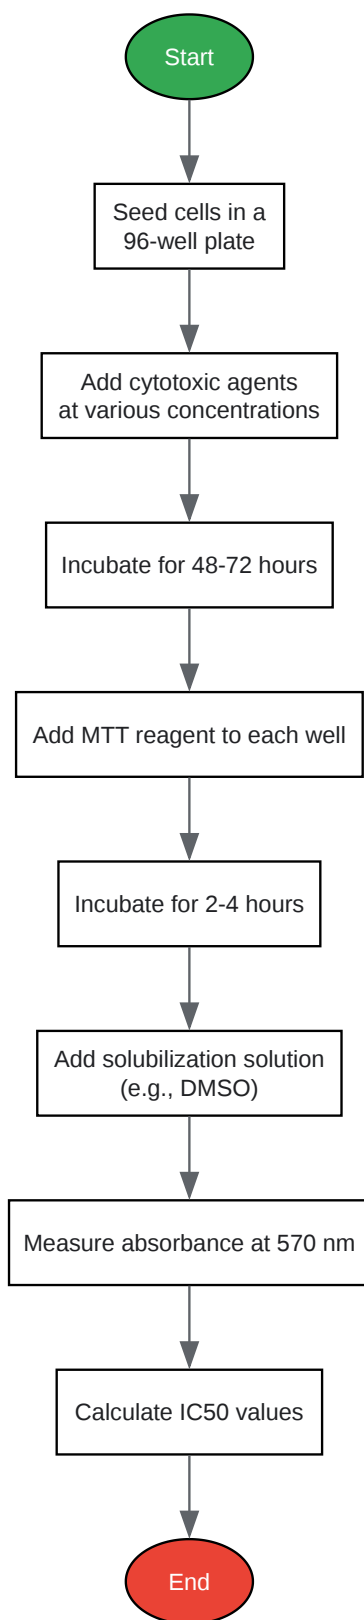 Start
Seed cells in a
96-well plate
Add cytotoxic agents
at various concentrations
Incubate for 48-72 hours
Add MTT reagent to each well
Incubate for 2-4 hours
Add solubilization solution
(e.g., DMSO)
Measure absorbance at 570 nm
Calculate IC50 values
End